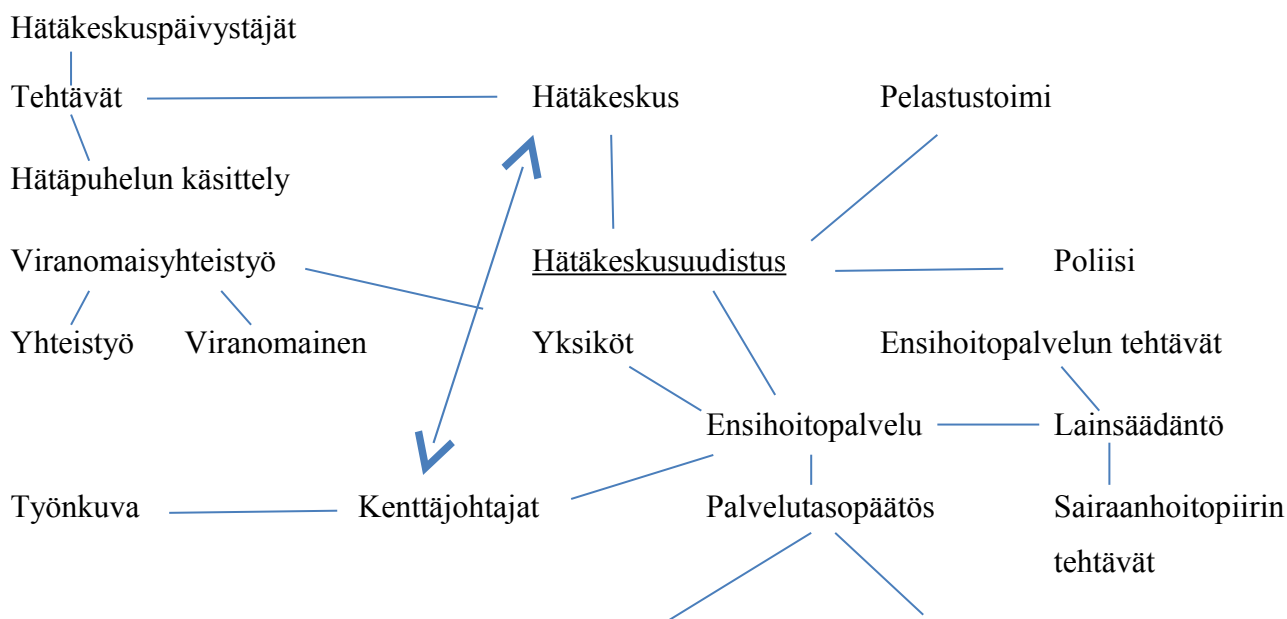 Hätäkeskuspäivystäjät
Tehtävät Hätäkeskus Pelastustoimi
Hätäpuhelun käsittely
Viranomaisyhteistyö Hätäkeskusuudistus Poliisi
Yhteistyö Viranomainen Yksiköt Ensihoitopalvelun tehtävät
Ensihoitopalvelu Lainsäädäntö
Työnkuva Kenttäjohtajat Palvelutasopäätös Sairaanhoitopiirin
tehtävät